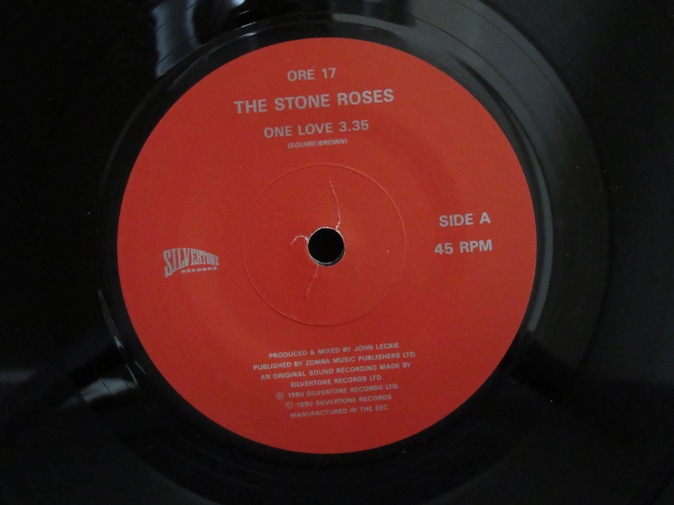 ORE 17
THE STONE ROSES
ONE LOVE 3.35
(SQUIRE/BROWN)
SIDE A
45 RPM
SILVERTONE
RECORDS
PRODUCED & MIXED BY JOHN LECKIE
PUBLISHED BY ZOMBA MUSIC PUBLISHERS LTD.
AN ORIGINAL SOUND RECORDING MADE BY
SILVERTONE RECORDS LTD.
℗ 1990 SILVERTONE RECORDS LTD.
© 1990 SILVERTONE RECORDS
MANUFACTURED IN THE EEC